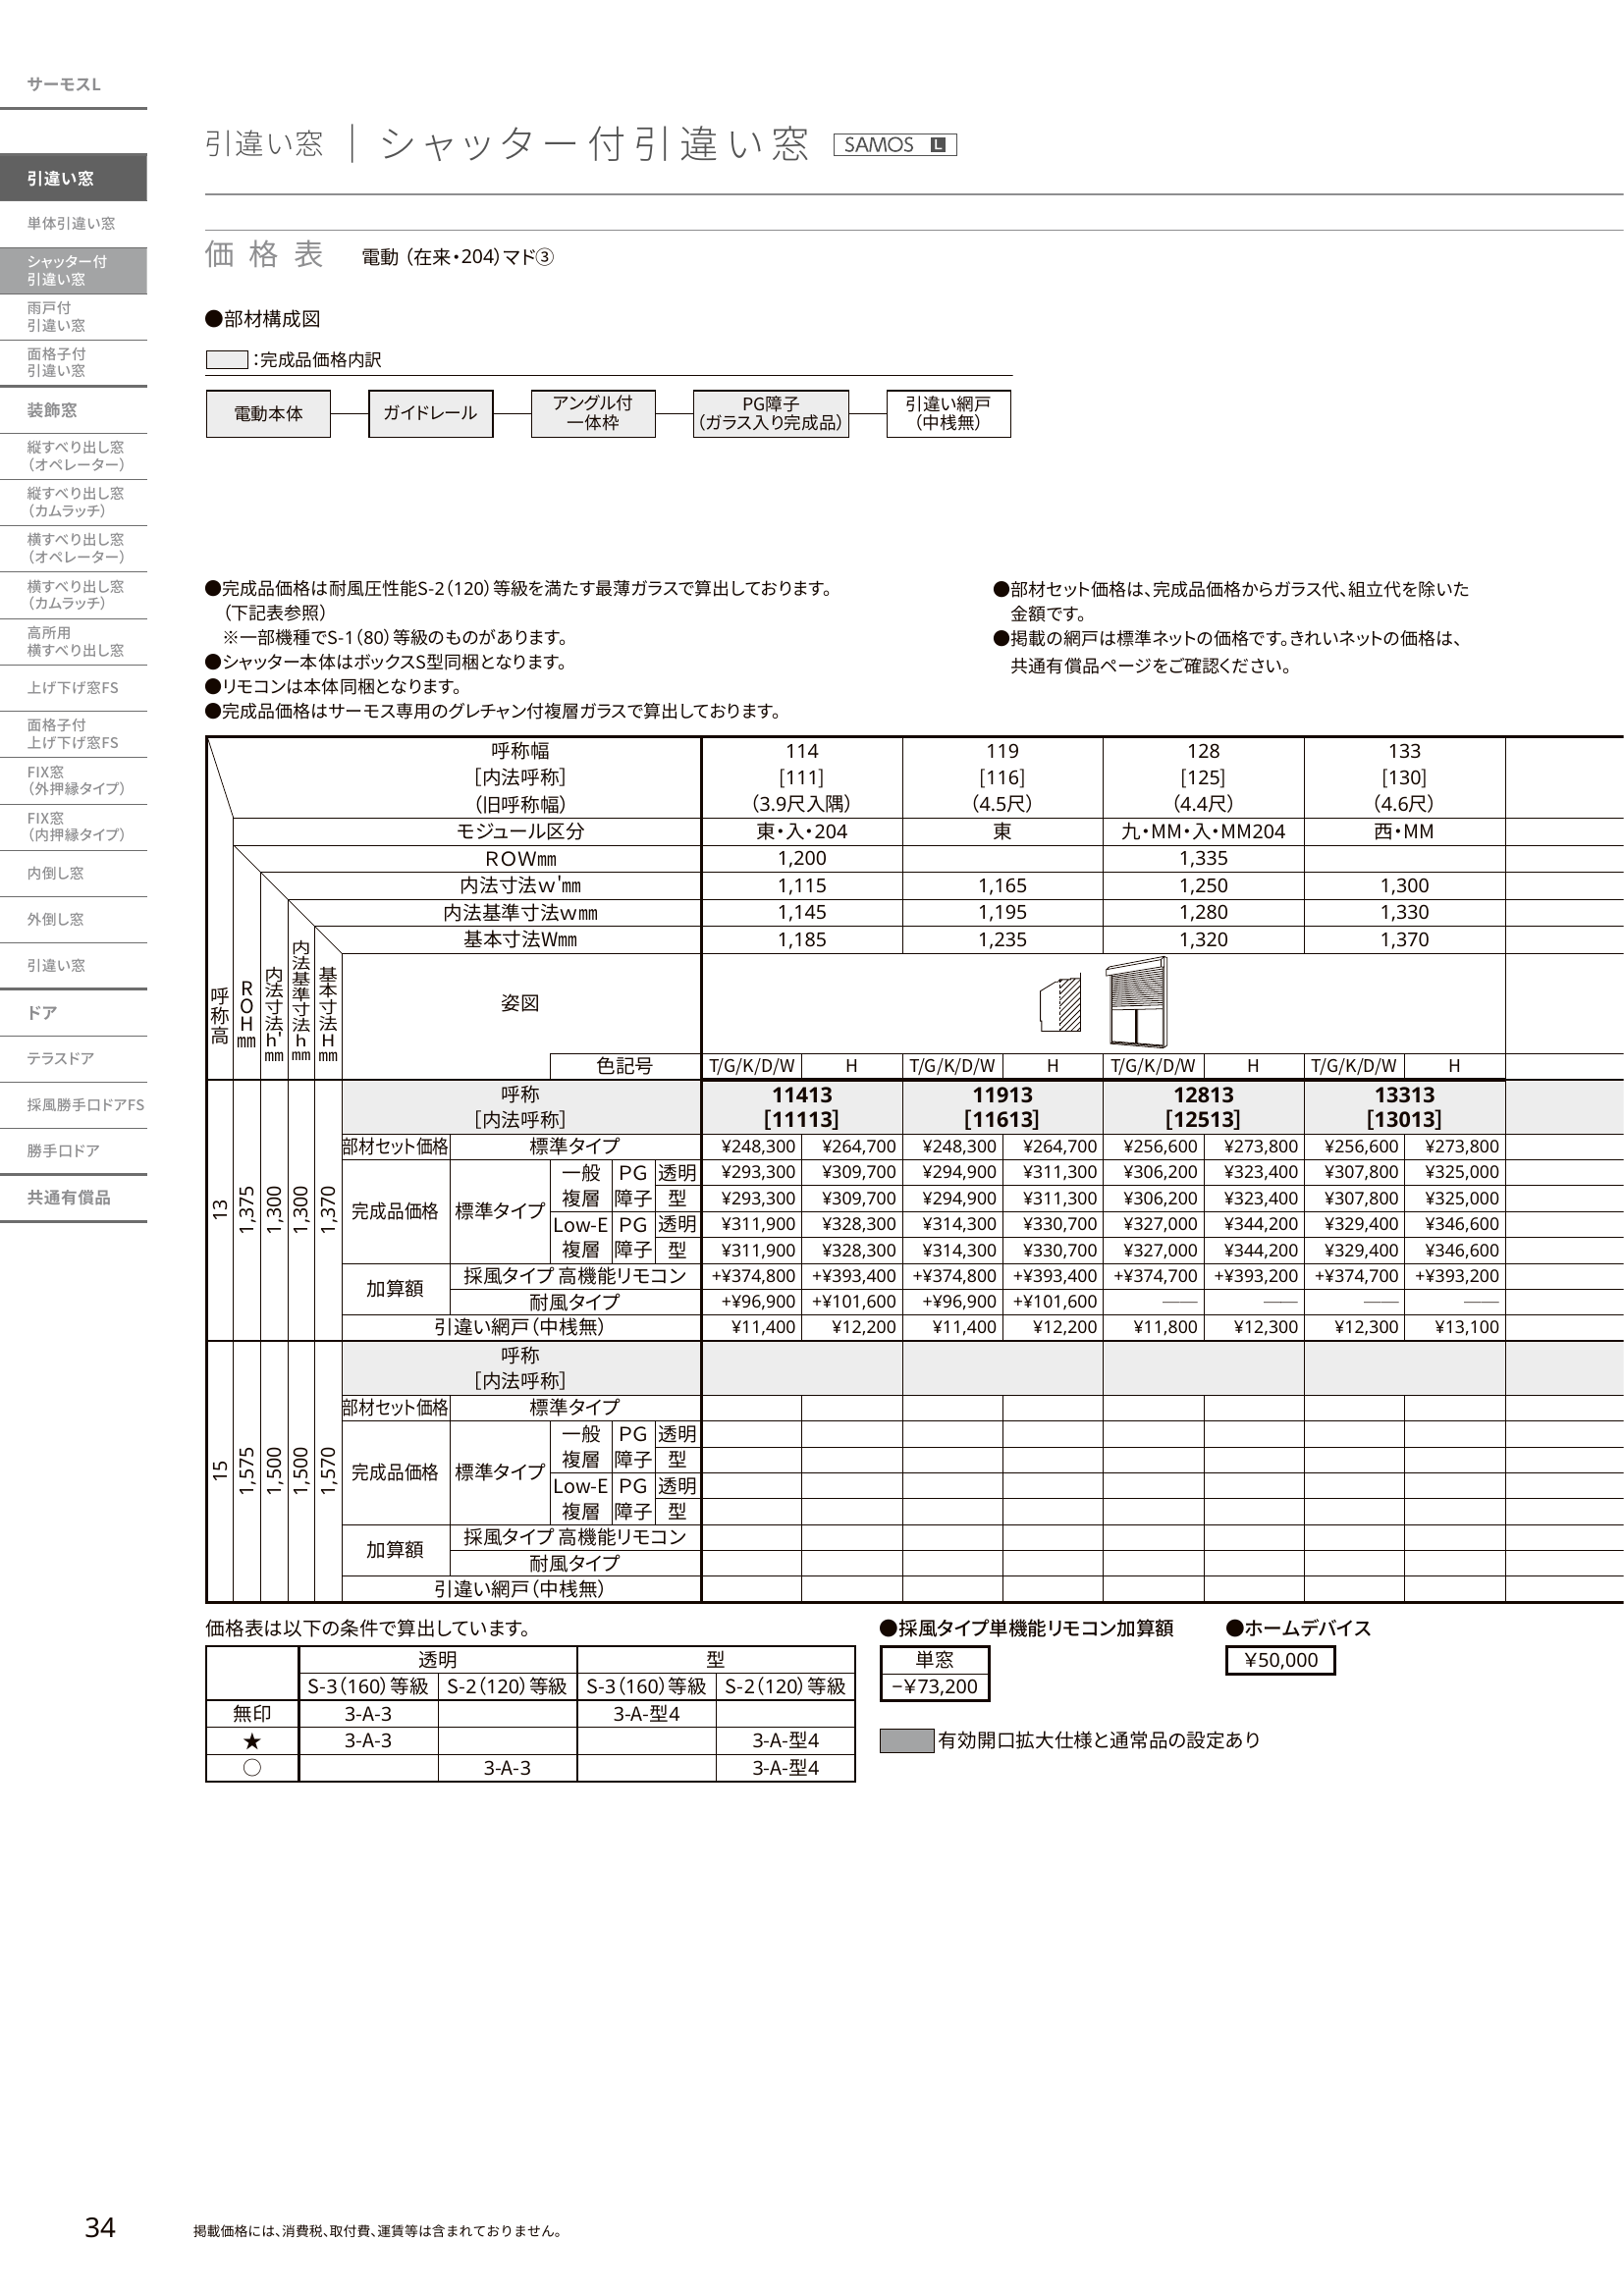 サーモスL
引違い窓
単体引違い窓
シャッター付
引違い窓
雨戸付
引違い窓
面格子付
引違い窓
装飾窓
縦すべり出し窓
（オペレーター）
縦すべり出し窓
（カムラッチ）
横すべり出し窓
（オペレーター）
横すべり出し窓
（カムラッチ）
高所用
横すべり出し窓
上げ下げ窓FS
面格子付
上げ下げ窓FS
FIX窓
（外押縁タイプ）
FIX窓
（内押縁タイプ）
内倒し窓
外倒し窓
引違い窓
ドア
テラスドア
採風勝手口ドアFS
勝手口ドア
共通有償品
引違い窓｜シャッター付引違い窓 SAMOS L
価格表 電動（在来・204）マド③
●部材構成図
：完成品価格内訳
電動本体 ガイドレール アングル付一体枠 PG障子（ガラス入り完成品） 引違い網戸（中桟無）
●完成品価格は耐風圧性能S-2（120）等級を満たす最薄ガラスで算出しております。
（下記表参照）
※一部機種でS-1（80）等級のものがあります。
●シャッター本体はボックスS型同梱となります。
●リモコンは本体同梱となります。
●完成品価格はサーモス専用のグレチャン付複層ガラスで算出しております。
●部材セット価格は、完成品価格からガラス代、組立代を除いた
金額です。
●掲載の網戸は標準ネットの価格です。きれいネットの価格は、
共通有償品ページをご確認ください。
呼称幅 114 119 128 133
［内法呼称］ ［111］ ［116］ ［125］ ［130］
（旧呼称幅） （3.9尺入隅） （4.5尺） （4.4尺） （4.6尺）
モジュール区分 東・入・204 東 九・MM・入・MM204 西・MM
ROW㎜ 1,200 1,335
内法寸法w'㎜ 1,115 1,165 1,250 1,300
内法基準寸法w㎜ 1,145 1,195 1,280 1,330
基本寸法W㎜ 1,185 1,235 1,320 1,370
呼称高 ROH㎜ 内法寸法h'㎜ 内法基準寸法h㎜ 基本寸法H㎜
姿図
色記号 T/G/K/D/W H T/G/K/D/W H T/G/K/D/W H T/G/K/D/W H
13 1,375 1,300 1,300 1,370
呼称 11413 11913 12813 13313
［内法呼称］ ［11113］ ［11613］ ［12513］ ［13013］
部材セット価格 標準タイプ ¥248,300 ¥264,700 ¥248,300 ¥264,700 ¥256,600 ¥273,800 ¥256,600 ¥273,800
完成品価格 標準タイプ 一般複層 PG障子 透明 ¥293,300 ¥309,700 ¥294,900 ¥311,300 ¥306,200 ¥323,400 ¥307,800 ¥325,000
型 ¥293,300 ¥309,700 ¥294,900 ¥311,300 ¥306,200 ¥323,400 ¥307,800 ¥325,000
Low-E複層 PG障子 透明 ¥311,900 ¥328,300 ¥314,300 ¥330,700 ¥327,000 ¥344,200 ¥329,400 ¥346,600
型 ¥311,900 ¥328,300 ¥314,300 ¥330,700 ¥327,000 ¥344,200 ¥329,400 ¥346,600
加算額 採風タイプ 高機能リモコン +¥374,800 +¥393,400 +¥374,800 +¥393,400 +¥374,700 +¥393,200 +¥374,700 +¥393,200
耐風タイプ +¥96,900 +¥101,600 +¥96,900 +¥101,600 —— —— —— ——
引違い網戸（中桟無） ¥11,400 ¥12,200 ¥11,400 ¥12,200 ¥11,800 ¥12,300 ¥12,300 ¥13,100
15 1,575 1,500 1,500 1,570
呼称
［内法呼称］
部材セット価格 標準タイプ
完成品価格 標準タイプ 一般複層 PG障子 透明
型
Low-E複層 PG障子 透明
型
加算額 採風タイプ 高機能リモコン
耐風タイプ
引違い網戸（中桟無）
価格表は以下の条件で算出しています。
透明 型
S-3（160）等級 S-2（120）等級 S-3（160）等級 S-2（120）等級
無印 3-A-3 3-A-型4
★ 3-A-3 3-A-型4
○ 3-A-3 3-A-型4
●採風タイプ単機能リモコン加算額
単窓
−¥73,200
●ホームデバイス
¥50,000
有効開口拡大仕様と通常品の設定あり
34
掲載価格には、消費税、取付費、運賃等は含まれておりません。